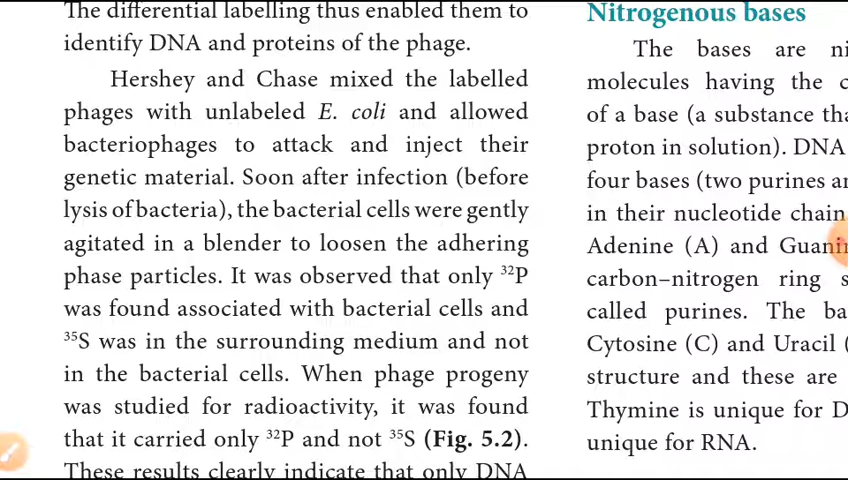 The differential labelling thus enabled them to
identify DNA and proteins of the phage.
Hershey and Chase mixed the labelled
phages with unlabeled E. coli and allowed
bacteriophages to attack and inject their
genetic material. Soon after infection (before
lysis of bacteria), the bacterial cells were gently
agitated in a blender to loosen the adhering
phase particles. It was observed that only ³²P
was found associated with bacterial cells and
³⁵S was in the surrounding medium and not
in the bacterial cells. When phage progeny
was studied for radioactivity, it was found
that it carried only ³²P and not ³⁵S (Fig. 5.2).
These results clearly indicate that only DNA
Nitrogenous bases
The bases are
molecules having the
of a base (a substance
proton in solution). DNA
four bases (two purines
in their nucleotide chain
Adenine (A) and
carbon–nitrogen ring
called purines. The
Cytosine (C) and Uracil
structure and these are
Thymine is unique for
unique for RNA.